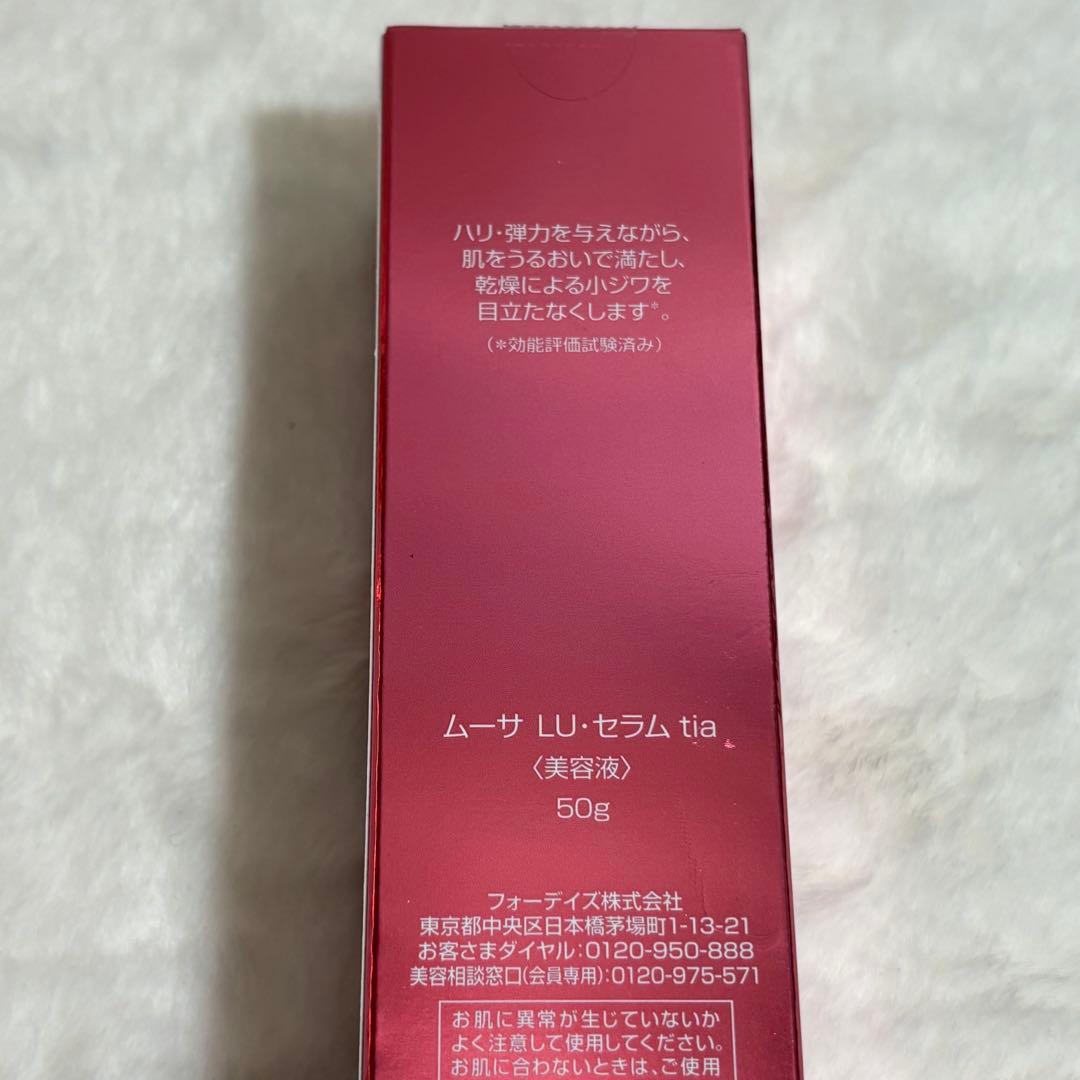 ハリ・弾力を与えながら、
肌をうるおいで満たし、
乾燥による小ジワを
目立たなくします*。
(*効能評価試験済み)
ムーサ LU・セラム tia
〈美容液〉
50g
フォーデイズ株式会社
東京都中央区日本橋茅場町1-13-21
お客さまダイヤル:0120-950-888
美容相談窓口(会員専用):0120-975-571
お肌に異常が生じていないか
よく注意して使用してください。
お肌に合わないときは、ご使用